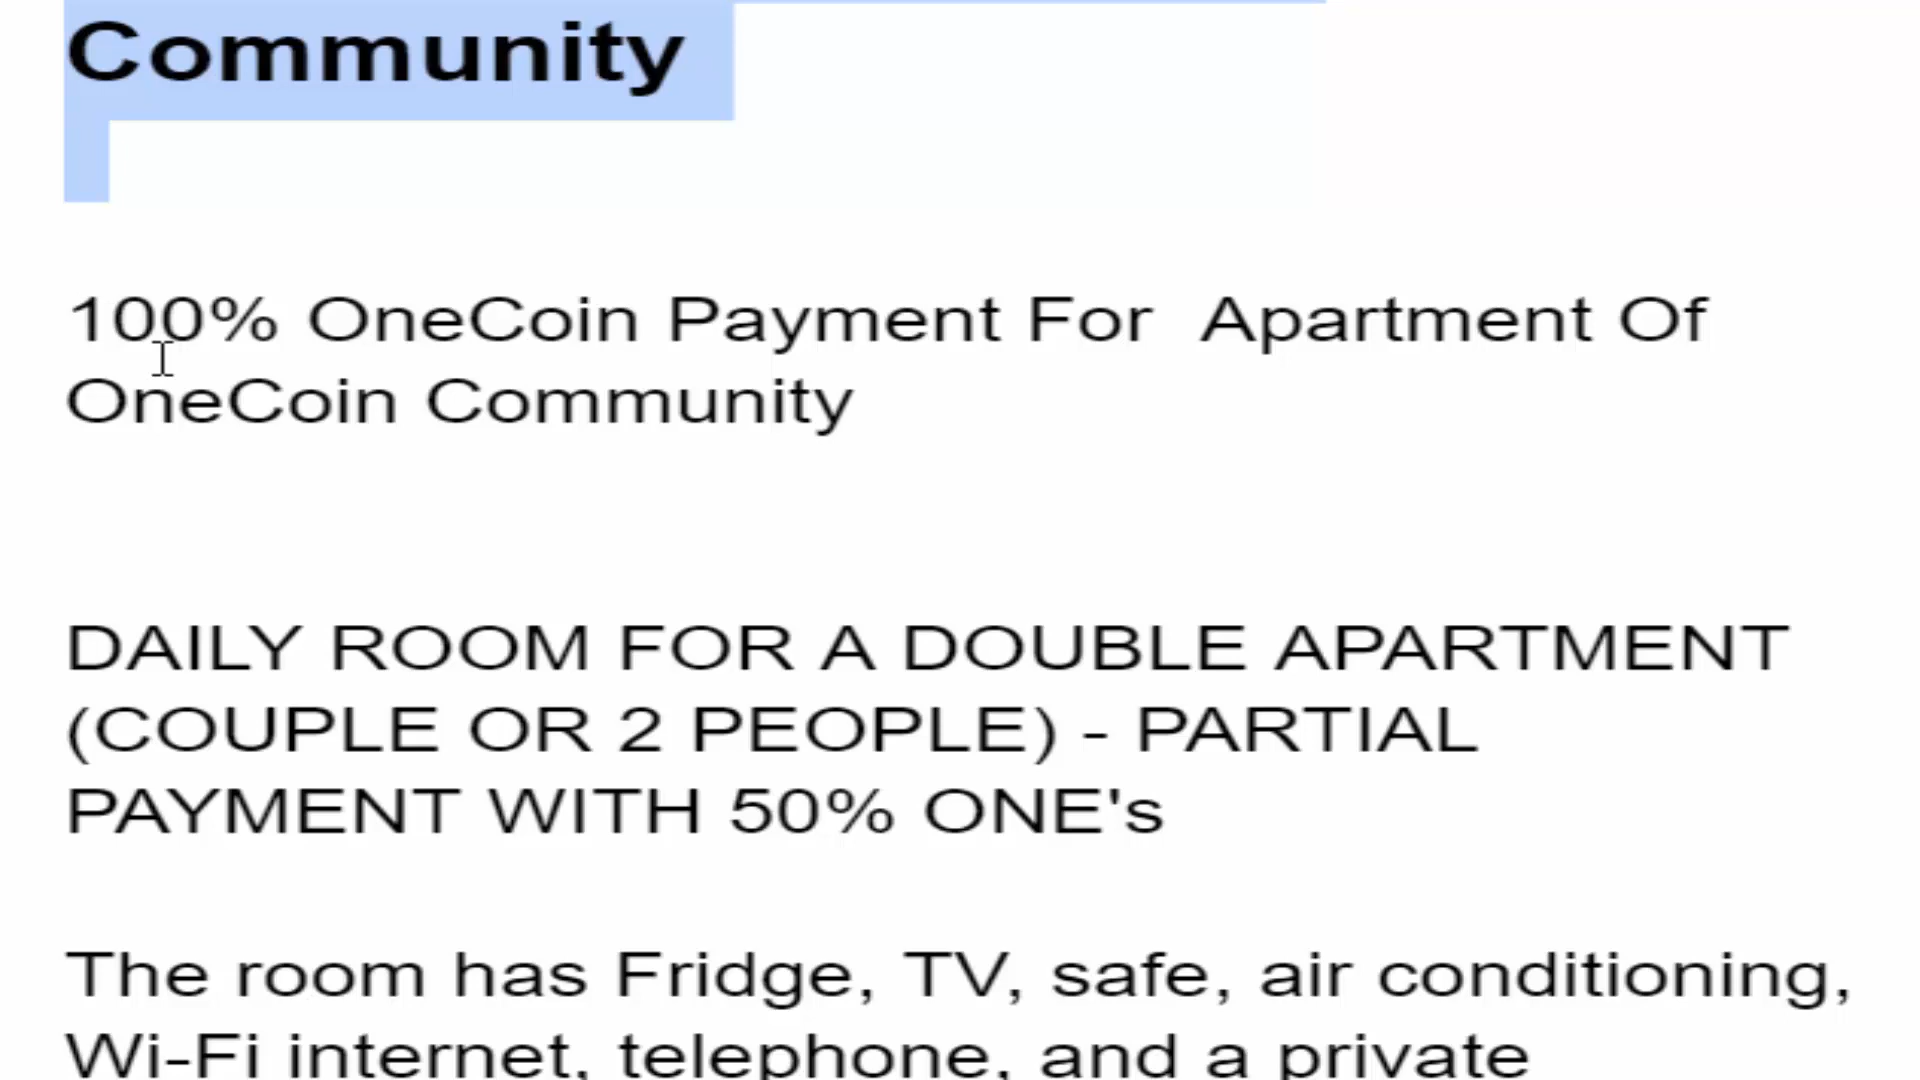 Community
100% OneCoin Payment For  Apartment Of
OneCoin Community
DAILY ROOM FOR A DOUBLE APARTMENT
(COUPLE OR 2 PEOPLE) - PARTIAL
PAYMENT WITH 50% ONE's
The room has Fridge, TV, safe, air conditioning,
Wi-Fi internet, telephone, and a private